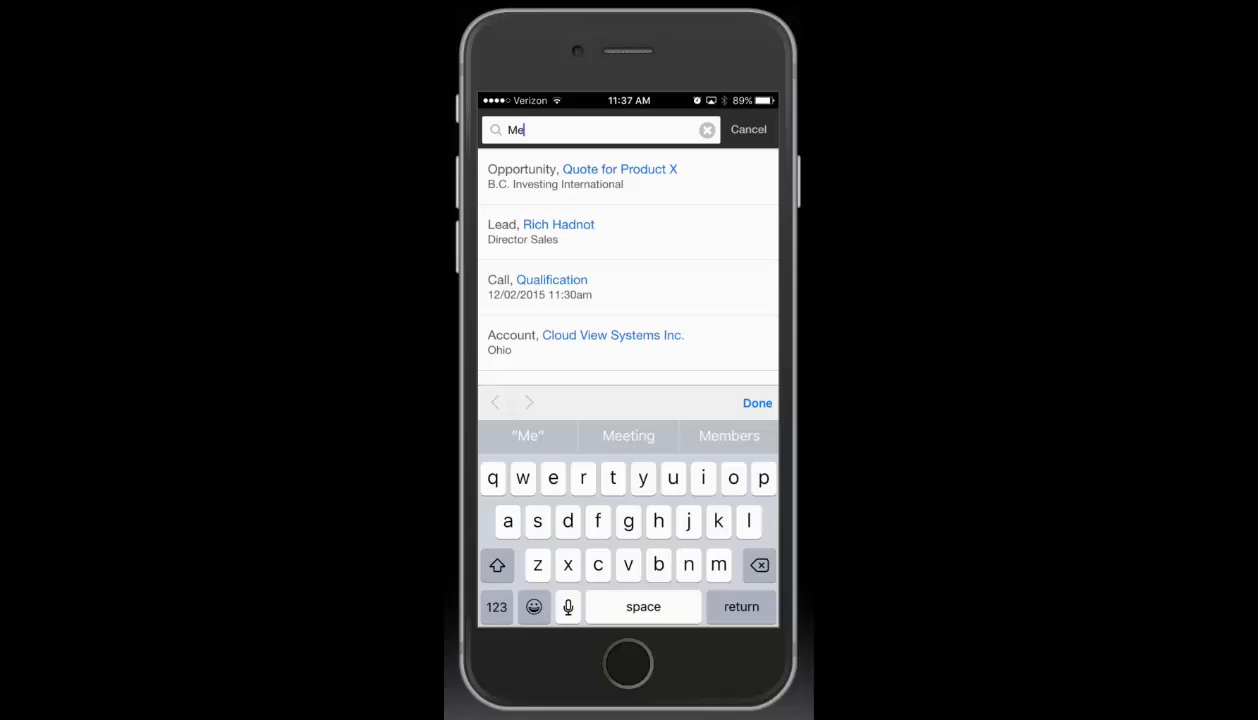 Verizon 11:37 AM 89%
Me Cancel
Opportunity, Quote for Product X
B.C. Investing International
Lead, Rich Hadnot
Director Sales
Call, Qualification
12/02/2015 11:30am
Account, Cloud View Systems Inc.
Ohio
Done
"Me" Meeting Members
q w e r t y u i o p
a s d f g h j k l
z x c v b n m
123 space return